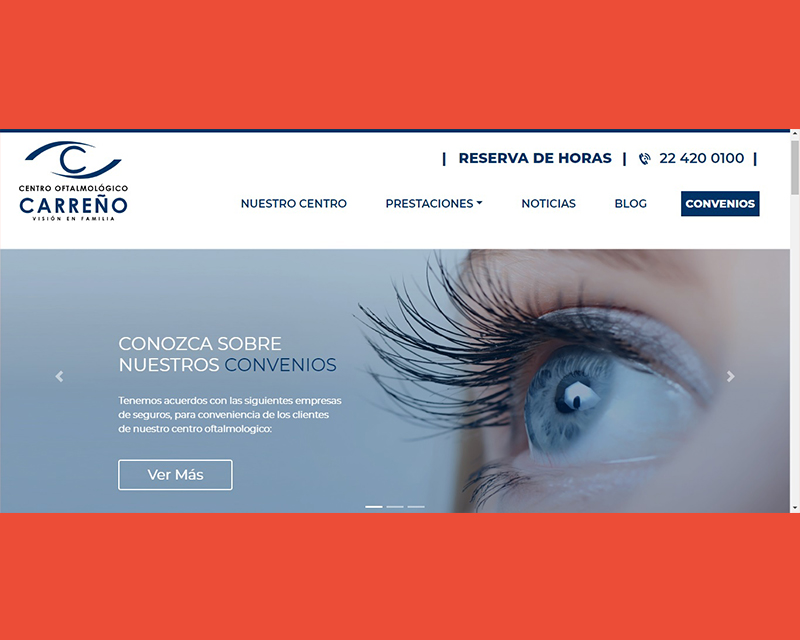 CENTRO OFTALMOLÓGICO
CARREÑO
VISIÓN EN FAMILIA
| RESERVA DE HORAS | 22 420 0100 |
NUESTRO CENTRO PRESTACIONES NOTICIAS BLOG CONVENIOS
CONOZCA SOBRE
NUESTROS CONVENIOS
Tenemos acuerdos con las siguientes empresas
de seguros, para conveniencia de los clientes
de nuestro centro oftalmologico:
Ver Más